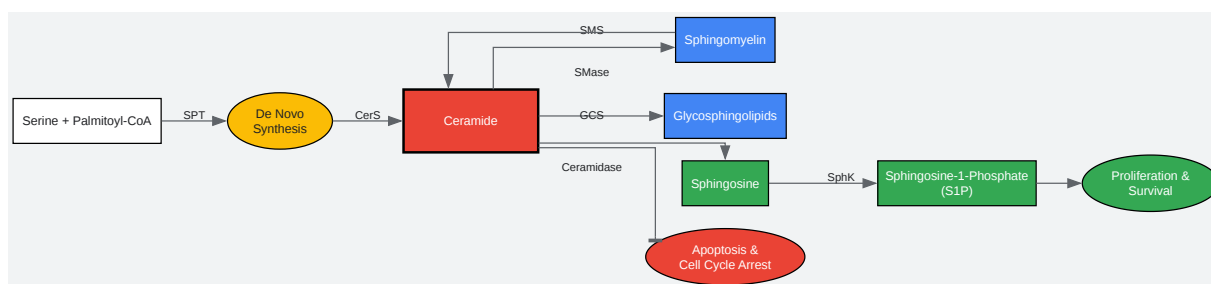 SMS
Sphingomyelin
SMase
Serine + Palmitoyl-CoA
SPT
De Novo
Synthesis
CerS
Ceramide
GCS
Glycosphingolipids
Ceramidase
Sphingosine
SphK
Sphingosine-1-Phosphate
(S1P)
Proliferation &
Survival
Apoptosis &
Cell Cycle Arrest